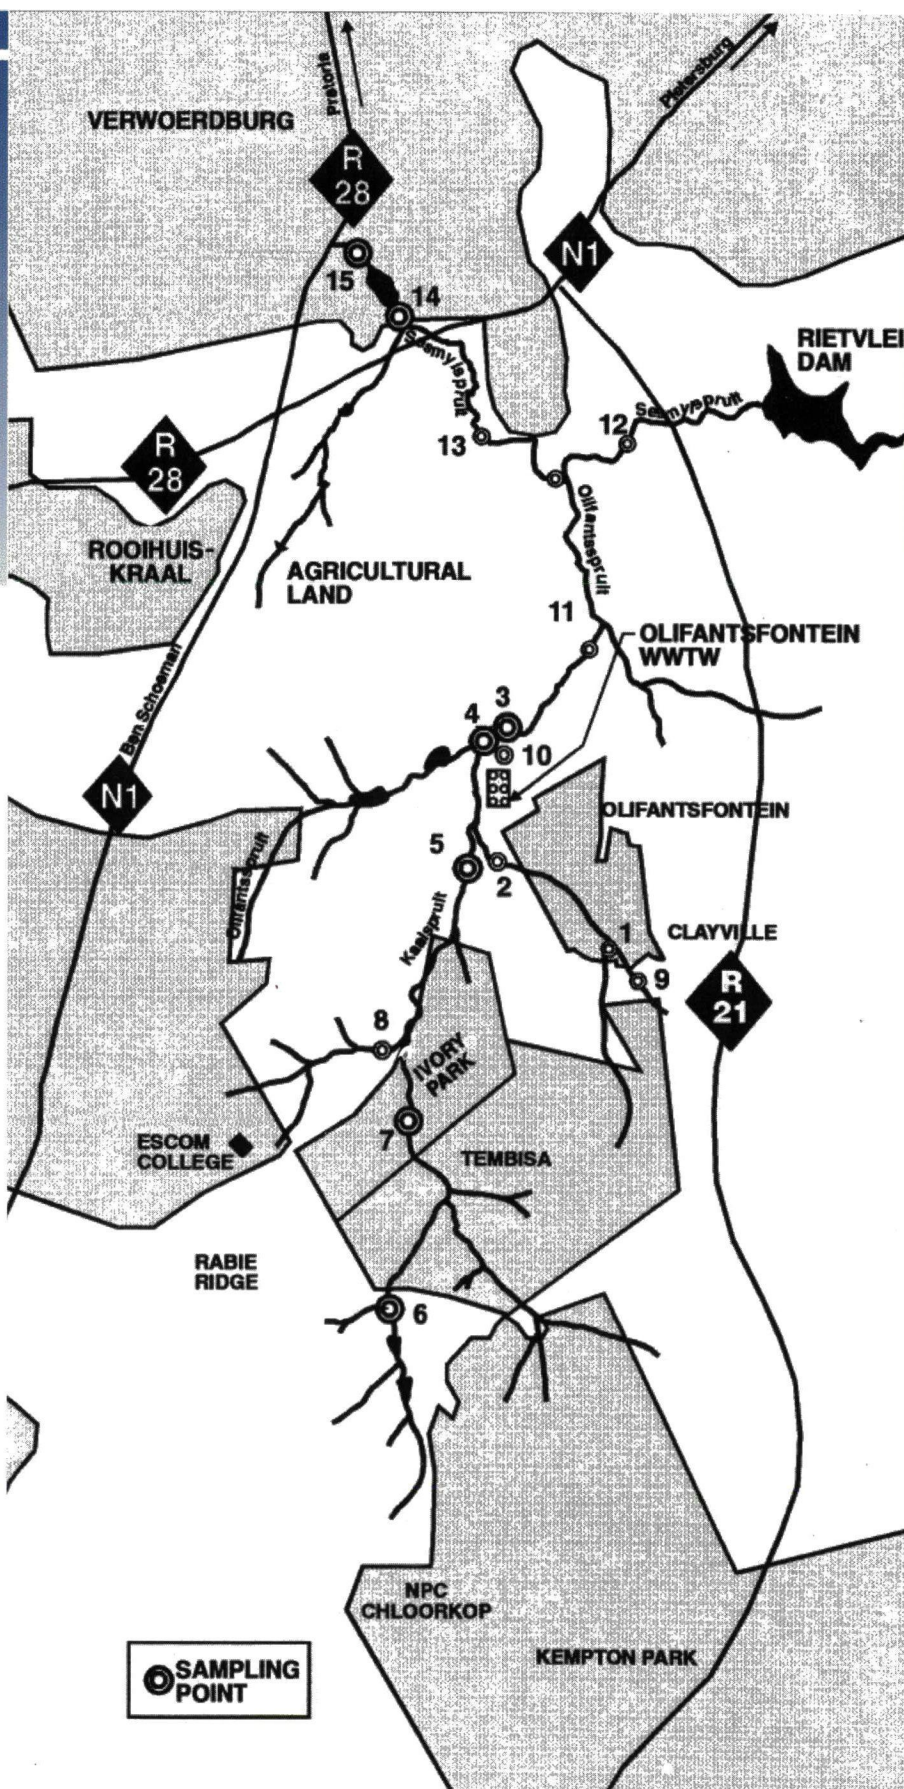 Pretoria
Pietersburg
VERWOERDBURG
R
28
N1
15
14
RIETVLEI
DAM
Sesmylspruit
Sesmylspruit
12
13
R
28
Olifantsspruit
ROOIHUIS-
KRAAL
AGRICULTURAL
LAND
11
OLIFANTSFONTEIN
WWTW
Ben Schoeman
3
4
10
N1
OLIFANTSFONTEIN
Olifantsspruit
5
2
Kaalspruit
1
CLAYVILLE
9
R
21
8
IVORY
PARK
ESCOM
COLLEGE
7
TEMBISA
RABIE
RIDGE
6
NPC
CHLOORKOP
KEMPTON PARK
SAMPLING
POINT